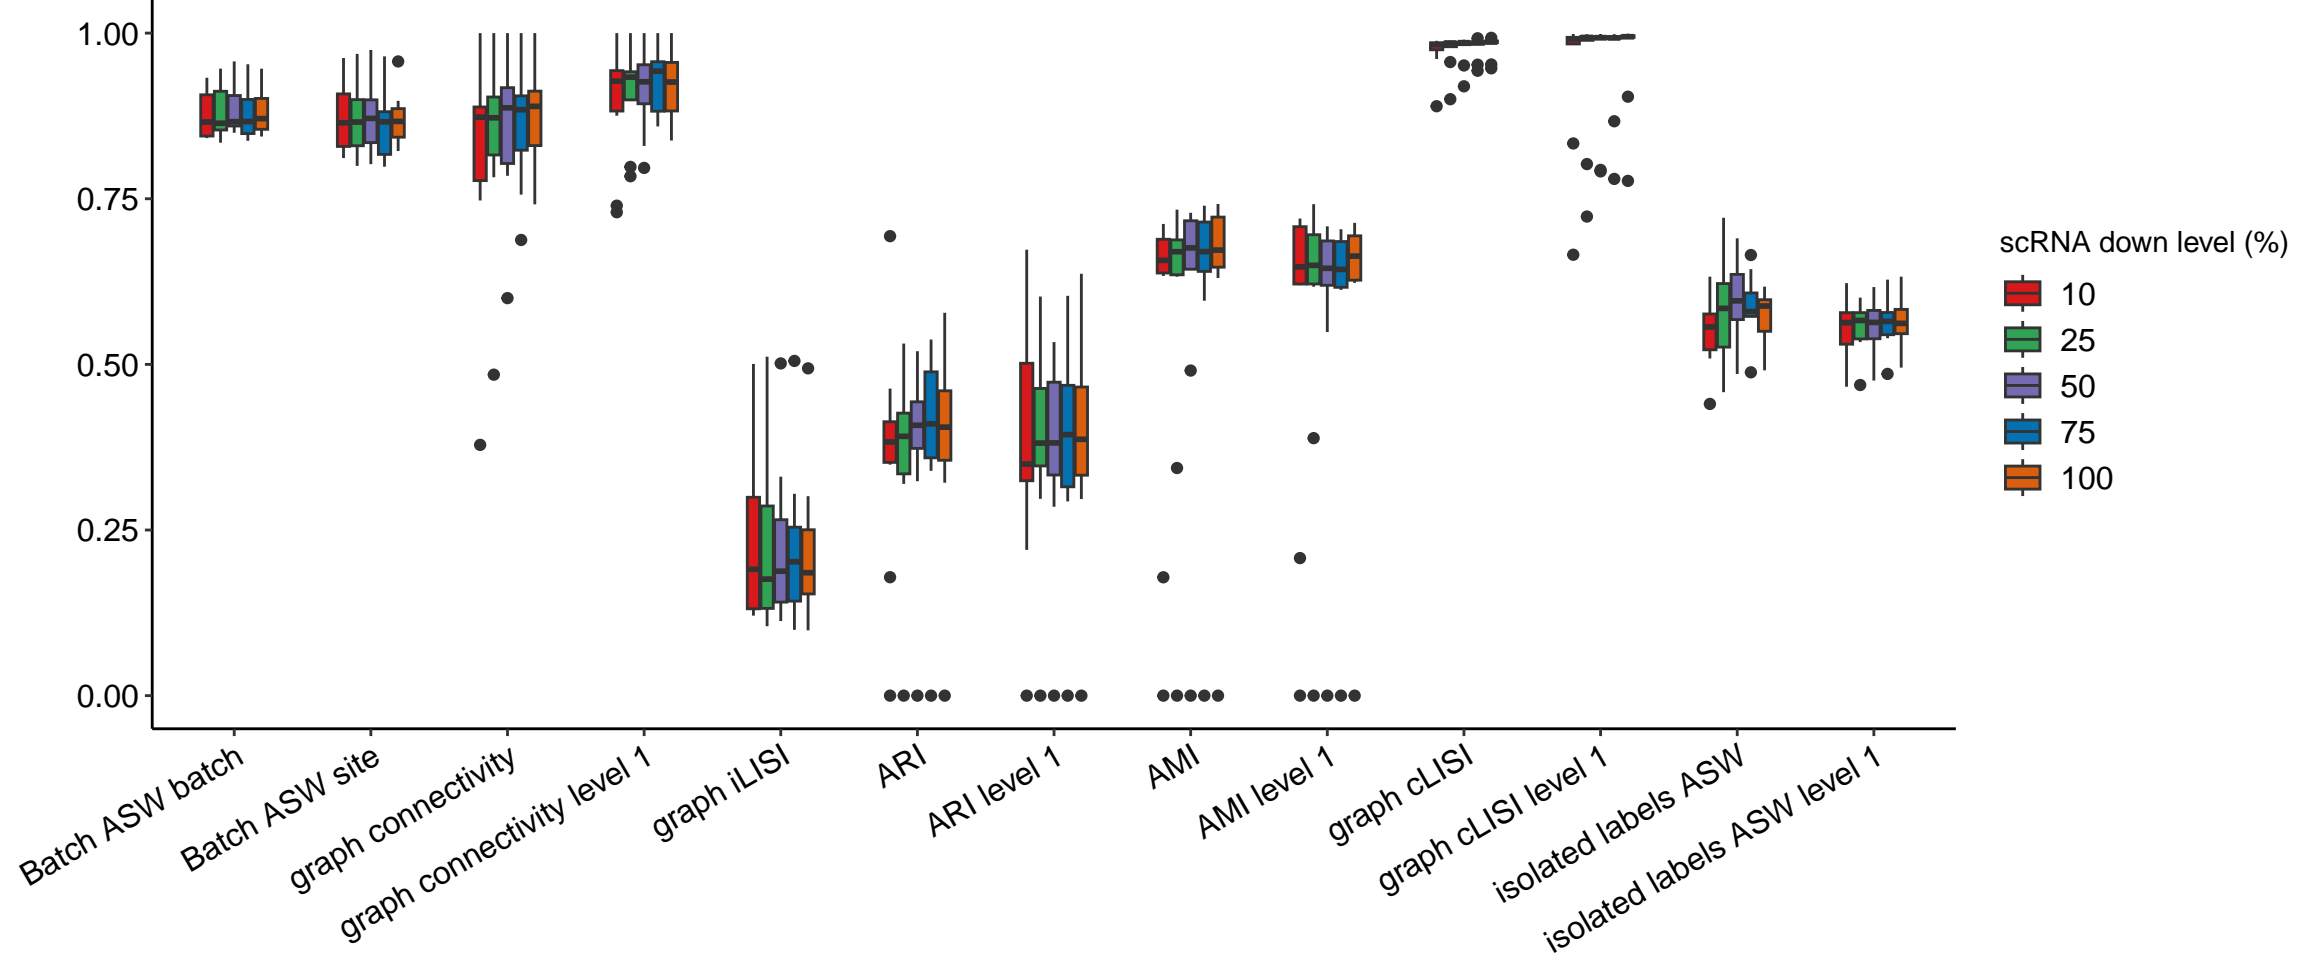 1.00
0.75
0.50
0.25
0.00
Batch ASW batch
Batch ASW site
graph connectivity
graph connectivity level 1
graph iLISI
ARI
ARI level 1
AMI
AMI level 1
graph cLISI
graph cLISI level 1
isolated labels ASW
isolated labels ASW level 1
scRNA down level (%)
10
25
50
75
100